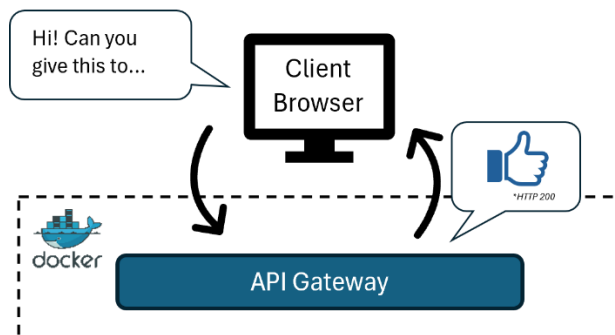 Hi! Can you
give this to...
Client
Browser
*HTTP 200
docker
API Gateway